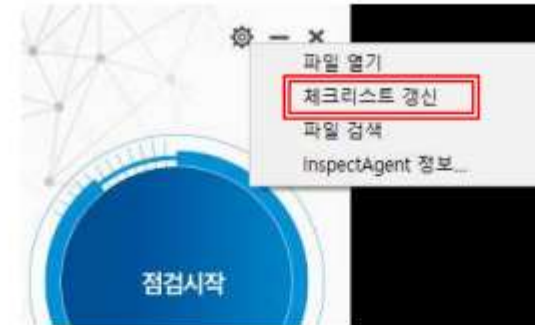 파일 열기
체크리스트 갱신
파일 검색
InspectAgent 정보...
점검시작